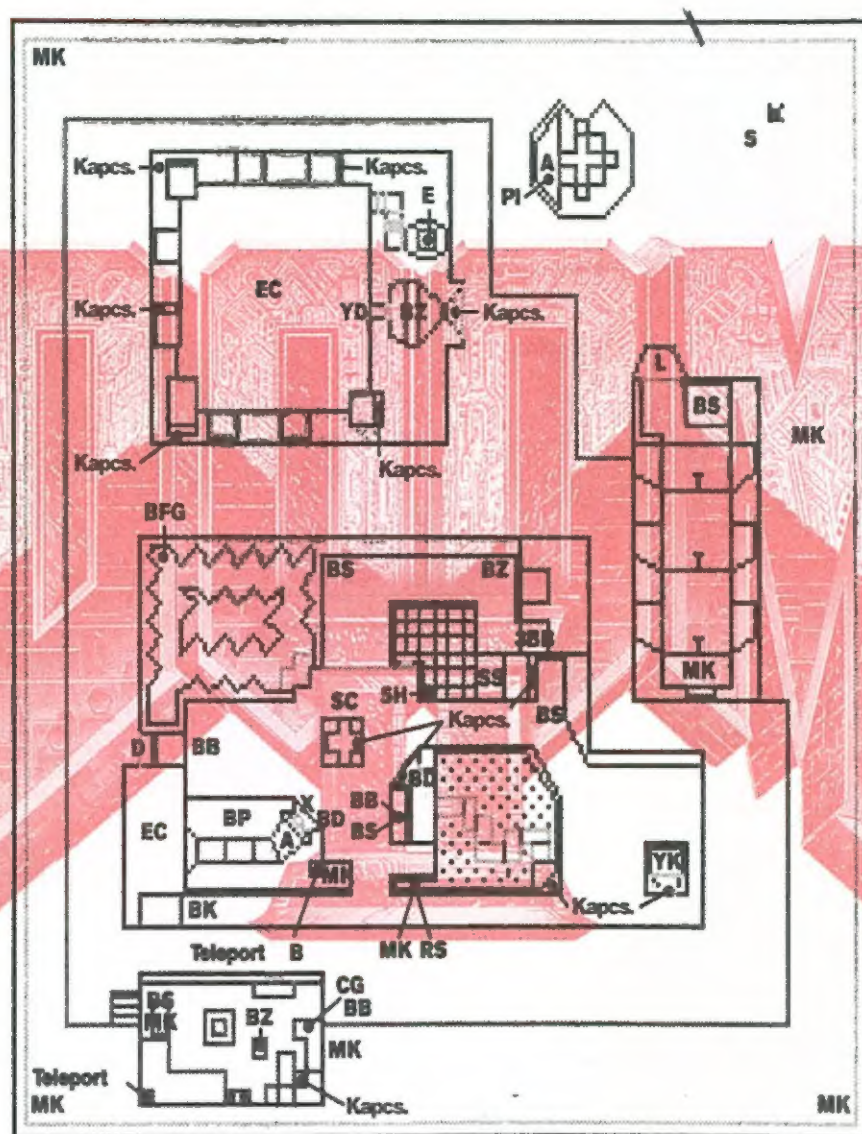 MK
S
Kapcs.
Kapcs.
A
E
PI
EC
Kapcs.
YD
BZ
Kapcs.
L
BS
MK
Kapcs.
Kapcs.
T
BFG
BS
BZ
T
BB
T
MK
SS
SH
SC
Kapcs.
BS
D
BB
BD
BB
BP
X
BD
EC
A
BS
YK
BK
Kapcs.
Teleport
B
MK
RS
CG
BS
BB
MK
BZ
MK
Teleport
MK
Kapcs.
MK